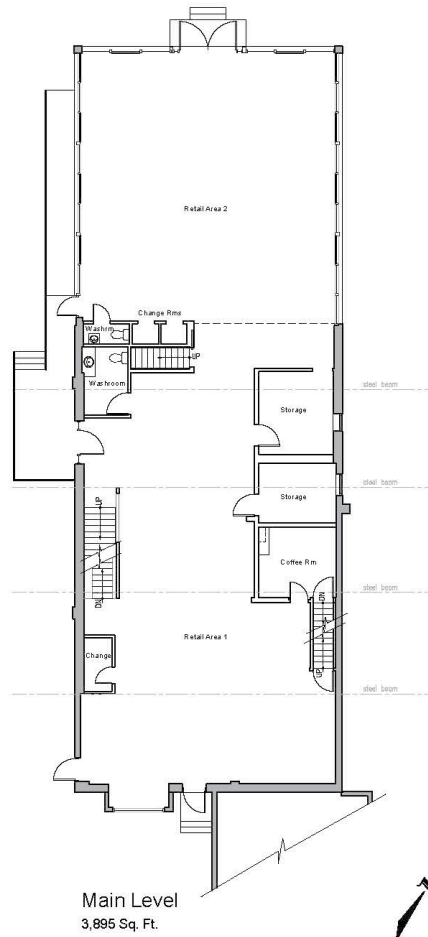 Retail Area 2
Change Rms
Washrm
UP
Washroom
steel beam
Storage
steel beam
Storage
UP
Coffee Rm
steel beam
DN
DN
Retail Area 1
Change
UP
steel beam
Main Level
3,895 Sq. Ft.